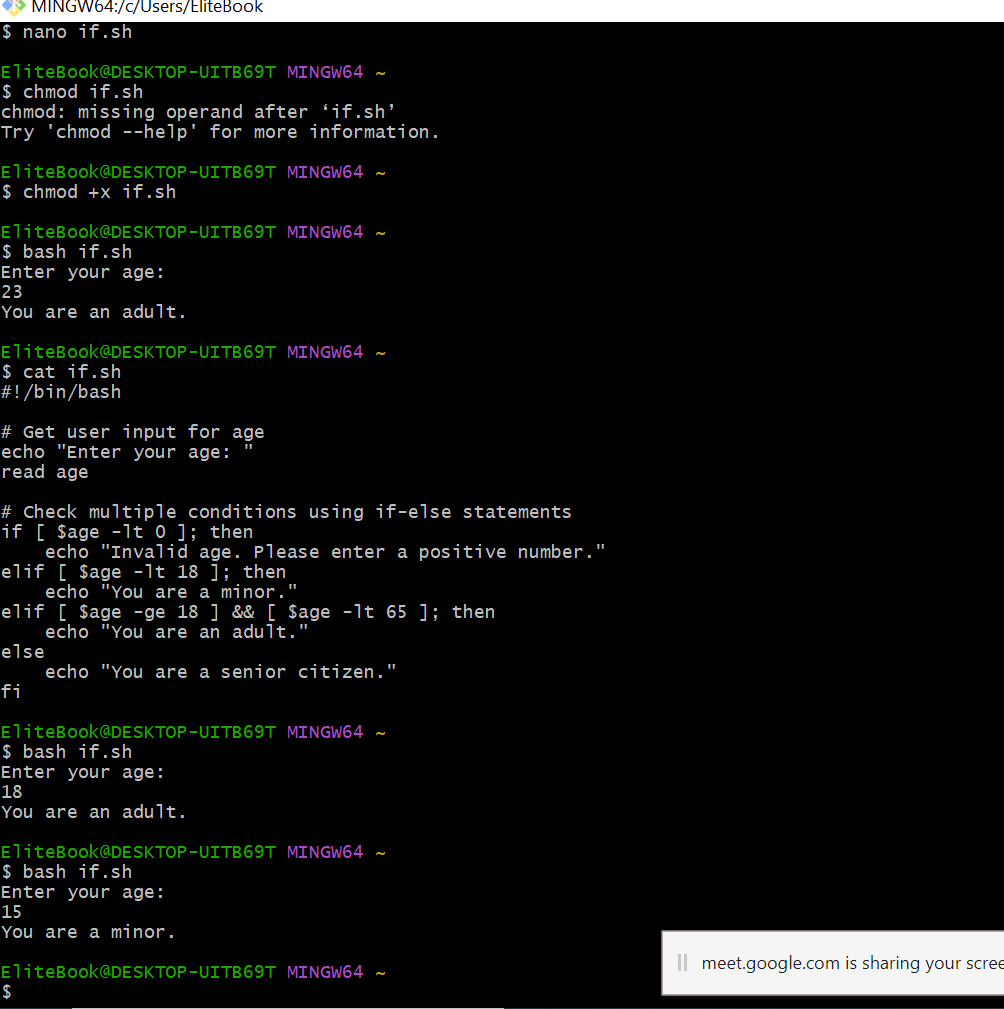 MINGW64:/c/Users/EliteBook
$ nano if.sh
EliteBook@DESKTOP-UITB69T MINGW64 ~
$ chmod if.sh
chmod: missing operand after ‘if.sh’
Try 'chmod --help' for more information.
EliteBook@DESKTOP-UITB69T MINGW64 ~
$ chmod +x if.sh
EliteBook@DESKTOP-UITB69T MINGW64 ~
$ bash if.sh
Enter your age:
23
You are an adult.
EliteBook@DESKTOP-UITB69T MINGW64 ~
$ cat if.sh
#!/bin/bash
# Get user input for age
echo "Enter your age: "
read age
# Check multiple conditions using if-else statements
if [ $age -lt 0 ]; then
    echo "Invalid age. Please enter a positive number."
elif [ $age -lt 18 ]; then
    echo "You are a minor."
elif [ $age -ge 18 ] && [ $age -lt 65 ]; then
    echo "You are an adult."
else
    echo "You are a senior citizen."
fi
EliteBook@DESKTOP-UITB69T MINGW64 ~
$ bash if.sh
Enter your age:
18
You are an adult.
EliteBook@DESKTOP-UITB69T MINGW64 ~
$ bash if.sh
Enter your age:
15
You are a minor.
EliteBook@DESKTOP-UITB69T MINGW64 ~
$
meet.google.com is sharing your scree